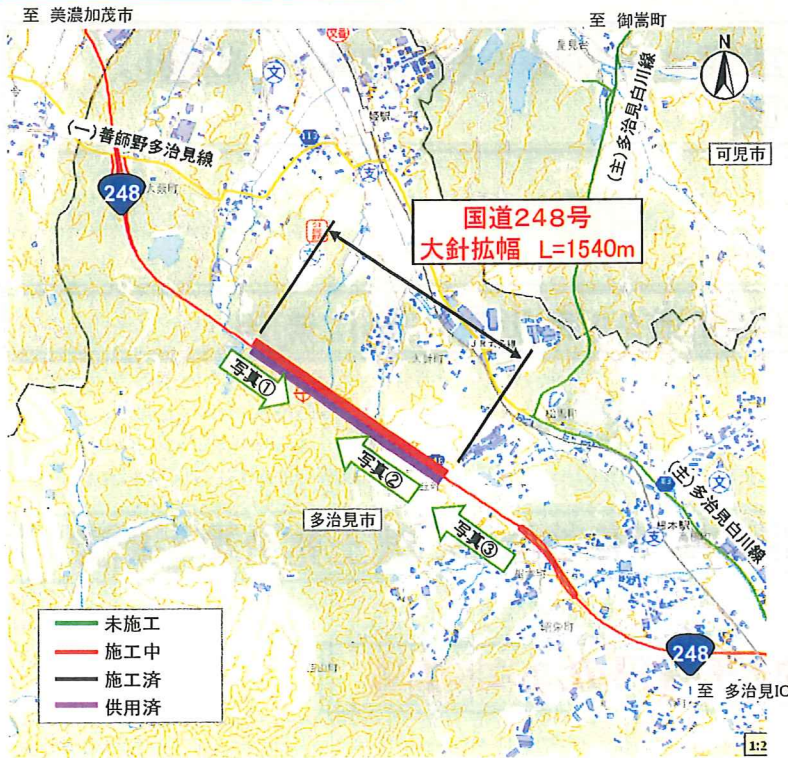 至 美濃加茂市
至 御嵩町
N
(一)善師野多治見線
(主)多治見白川線
可児市
248
国道248号
大針拡幅 L=1540m
写真①
写真②
写真③
多治見市
(主)多治見白川線
未施工
施工中
施工済
供用済
248
至 多治見IC
1:2
文
文